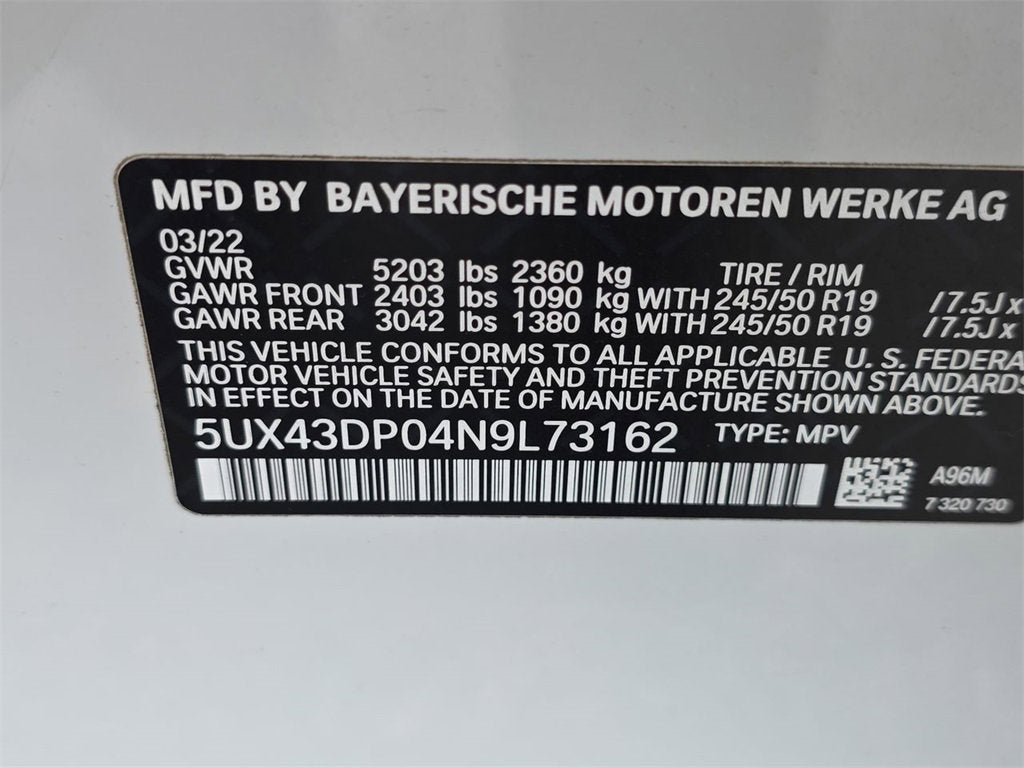 MFD BY BAYERISCHE MOTOREN WERKE AG
03/22
GVWR 5203 lbs 2360 kg TIRE / RIM
GAWR FRONT 2403 lbs 1090 kg WITH 245/50 R19 /7.5J x
GAWR REAR 3042 lbs 1380 kg WITH 245/50 R19 /7.5J x
THIS VEHICLE CONFORMS TO ALL APPLICABLE U. S. FEDERA
MOTOR VEHICLE SAFETY AND THEFT PREVENTION STANDARDS
IN EFFECT ON THE DATE OF MANUFACTURE SHOWN ABOVE.
5UX43DP04N9L73162 TYPE: MPV
A96M
7 320 730